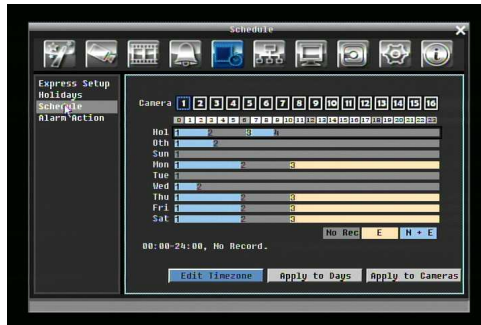 Schedule
X
Express Setup
Holidays
Schedule
Alarm Action
Camera 1 2 3 4 5 6 7 8 9 10 11 12 13 14 15 16
0 1 2 3 4 5 6 7 8 9 10 11 12 13 14 15 16 17 18 19 20 21 22 23
Hol 1 2 3 4
Oth 1 2
Sun 1
Mon 1 2 3
Tue 1
Wed 1 2
Thu 1 2 3
Fri 1 2 3
Sat 1 2 3
No Rec E N + E
00:00-24:00, No Record.
Edit Timezone Apply to Days Apply to Cameras